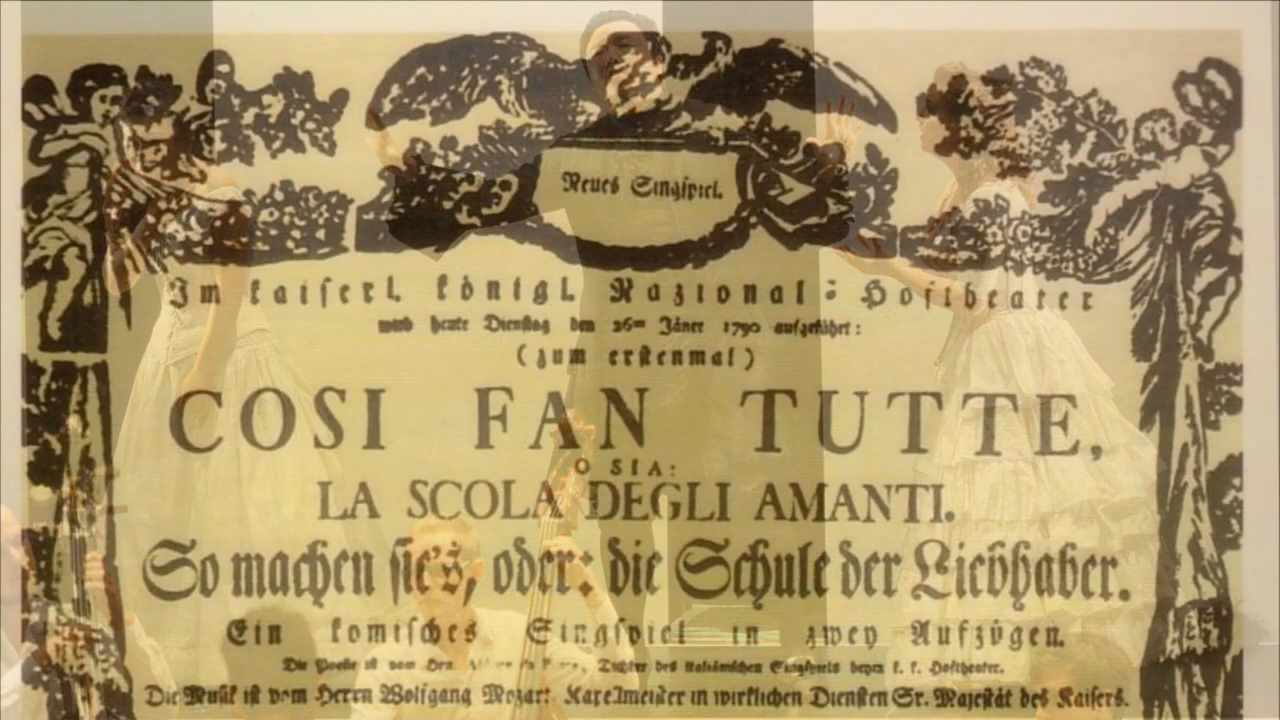 Neues Singspiel.
Im kaiserl. königl. Nazional-Hoftheater
wird heute Dienstag den 26ten Jäner 1790 aufgeführt:
(zum erstenmal)
COSI FAN TUTTE,
O SIA:
LA SCOLA DEGLI AMANTI.
So machen sie's, oder: die Schule der Liebhaber.
Ein komisches Singspiel in zwey Aufzügen.
Die Poesie ist vom Hrn. Dichter des italiänischen Singspiels beym k. k. Hoftheater.
Die Musik ist vom Herrn Wolfgang Mozart Kapellmeister in wirklichen Diensten Sr. Majestät des Kaisers.